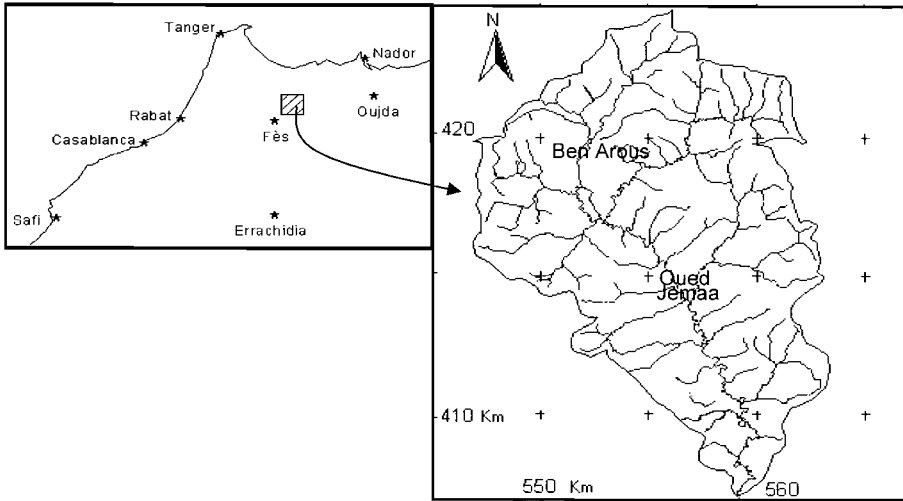 Tanger
Nador
Oujda
Rabat
Fès
Casablanca
Safi
Errachidia
N
420
Ben Arous
Oued
Jemaa
410 Km
550 Km
560